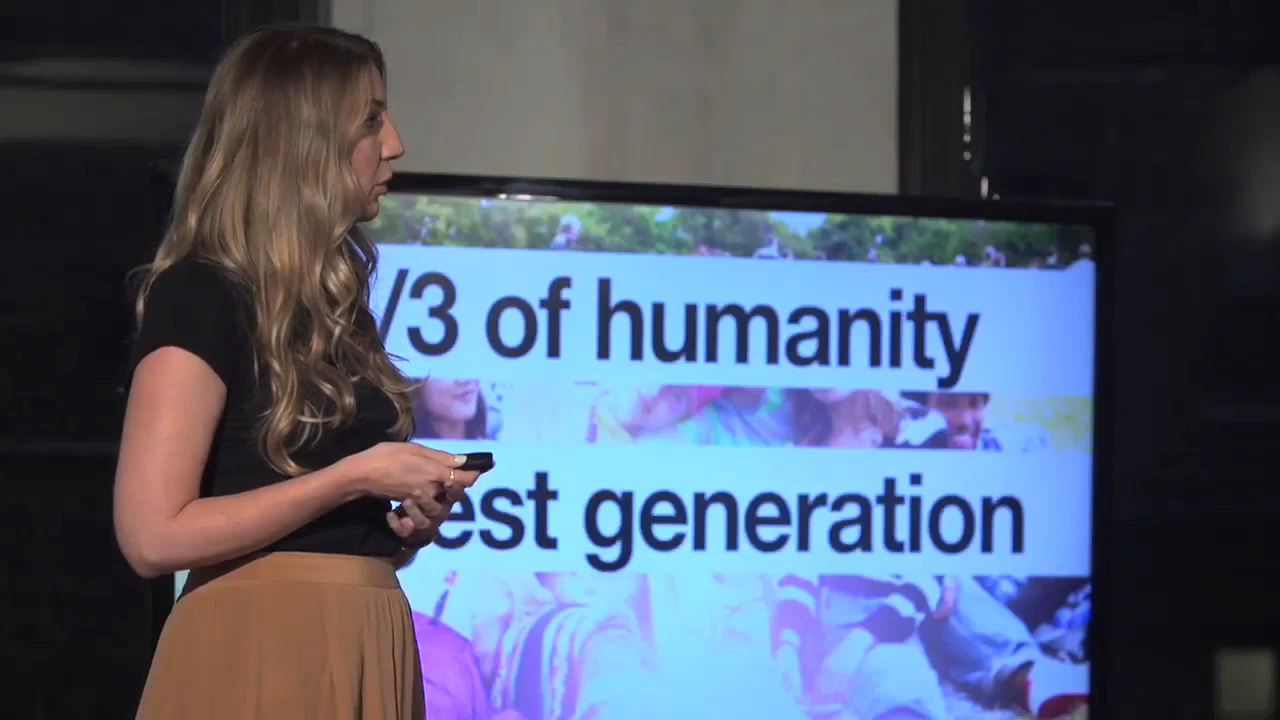 /3 of humanity
est generation